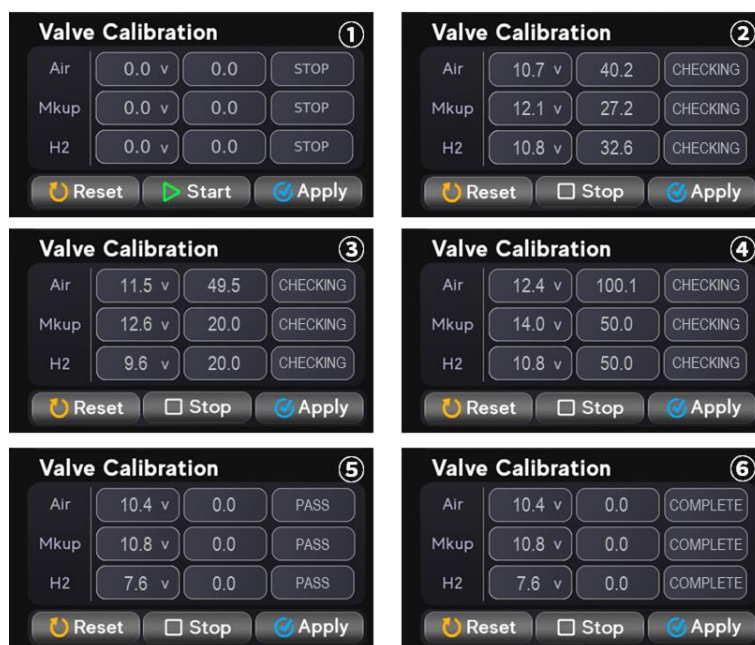 Valve Calibration ①
Air 0.0 v 0.0 STOP
Mkup 0.0 v 0.0 STOP
H2 0.0 v 0.0 STOP
Reset Start Apply
Valve Calibration ②
Air 10.7 v 40.2 CHECKING
Mkup 12.1 v 27.2 CHECKING
H2 10.8 v 32.6 CHECKING
Reset Stop Apply
Valve Calibration ③
Air 11.5 v 49.5 CHECKING
Mkup 12.6 v 20.0 CHECKING
H2 9.6 v 20.0 CHECKING
Reset Stop Apply
Valve Calibration ④
Air 12.4 v 100.1 CHECKING
Mkup 14.0 v 50.0 CHECKING
H2 10.8 v 50.0 CHECKING
Reset Stop Apply
Valve Calibration ⑤
Air 10.4 v 0.0 PASS
Mkup 10.8 v 0.0 PASS
H2 7.6 v 0.0 PASS
Reset Stop Apply
Valve Calibration ⑥
Air 10.4 v 0.0 COMPLETE
Mkup 10.8 v 0.0 COMPLETE
H2 7.6 v 0.0 COMPLETE
Reset Stop Apply